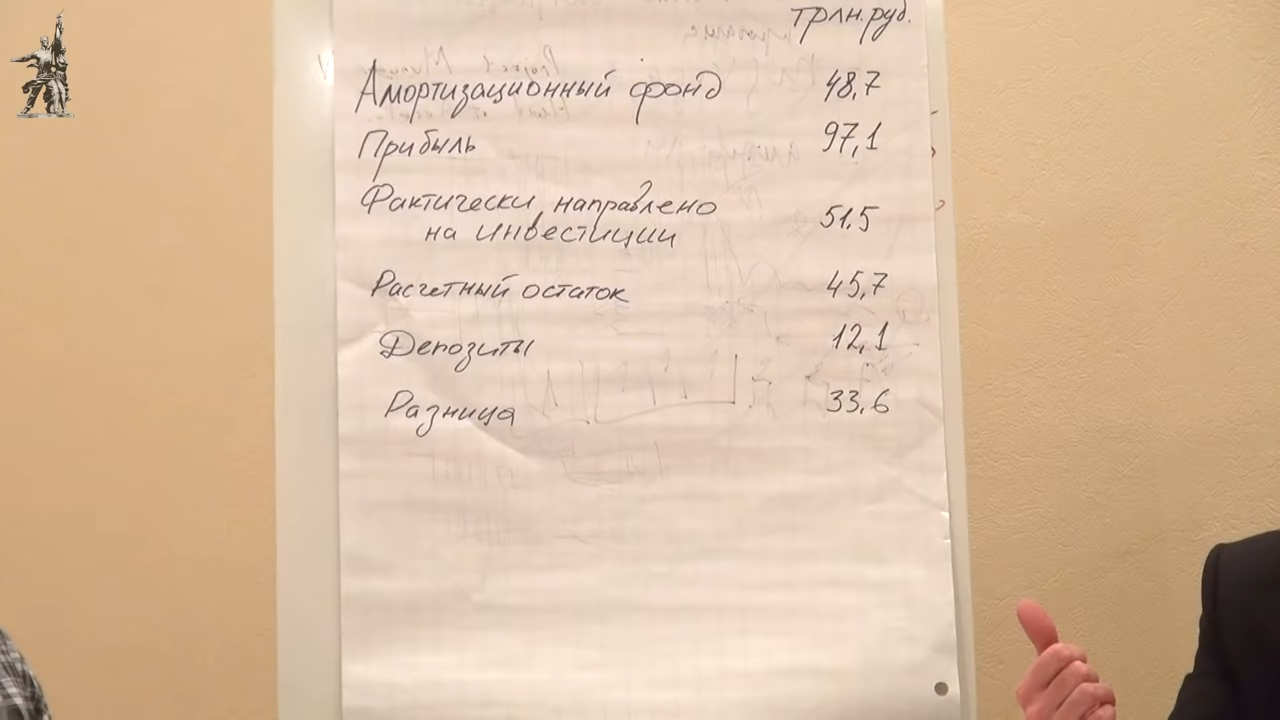 трлн.руб.
Амортизационный фонд 48,7
Прибыль 97,1
Фактически направлено
на инвестиции 51,5
Расчетный остаток 45,7
Депозиты 12,1
Разница 33,6